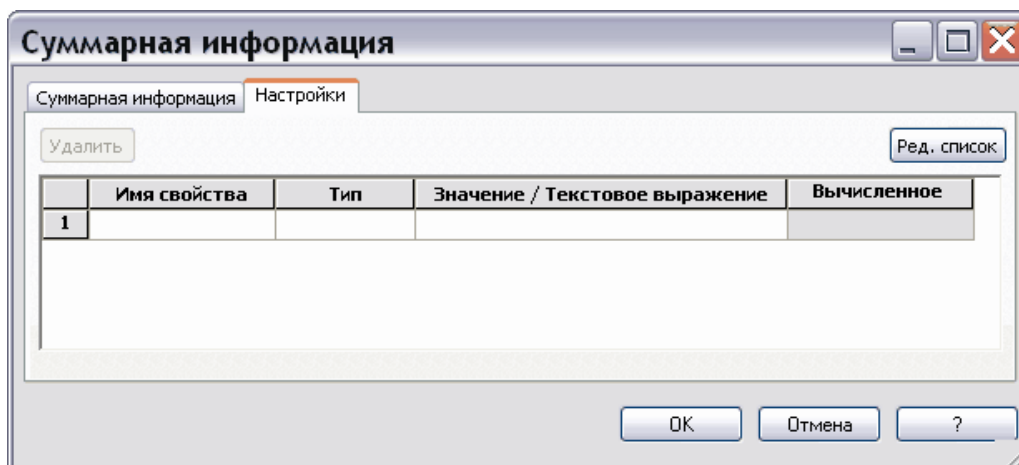 Суммарная информация
Суммарная информация Настройки
Удалить Ред. список
Имя свойства Тип Значение / Текстовое выражение Вычисленное
1
OK Отмена ?